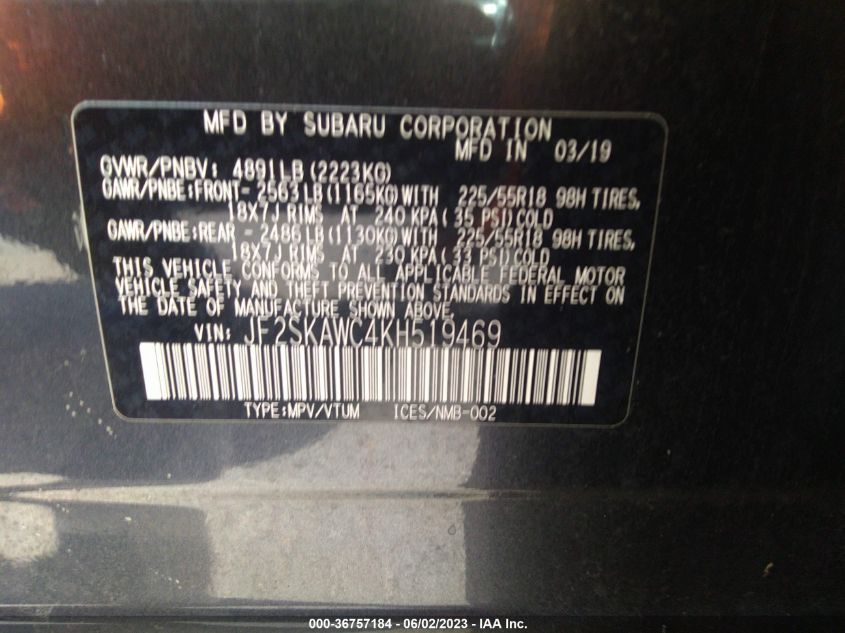 MFD BY SUBARU CORPORATION
MFD IN 03/19
GVWR/PNBV: 4891LB(2223KG)
GAWR/PNBE:FRONT- 2563LB(1165KG)WITH 225/55R18 98H TIRES,
18X7J RIMS AT 240 KPA(35 PSI)COLD
GAWR/PNBE:REAR - 2486LB(1130KG)WITH 225/55R18 98H TIRES,
18X7J RIMS AT 230 KPA(33 PSI)COLD
THIS VEHICLE CONFORMS TO ALL APPLICABLE FEDERAL MOTOR
VEHICLE SAFETY AND THEFT PREVENTION STANDARDS IN EFFECT ON
THE DATE OF MANUFACTURE SHOWN ABOVE.
VIN: JF2SKAWC4KH519469
TYPE:MPV/VTUM ICES/NMB-002
000-36757184 - 06/02/2023 - IAA Inc.